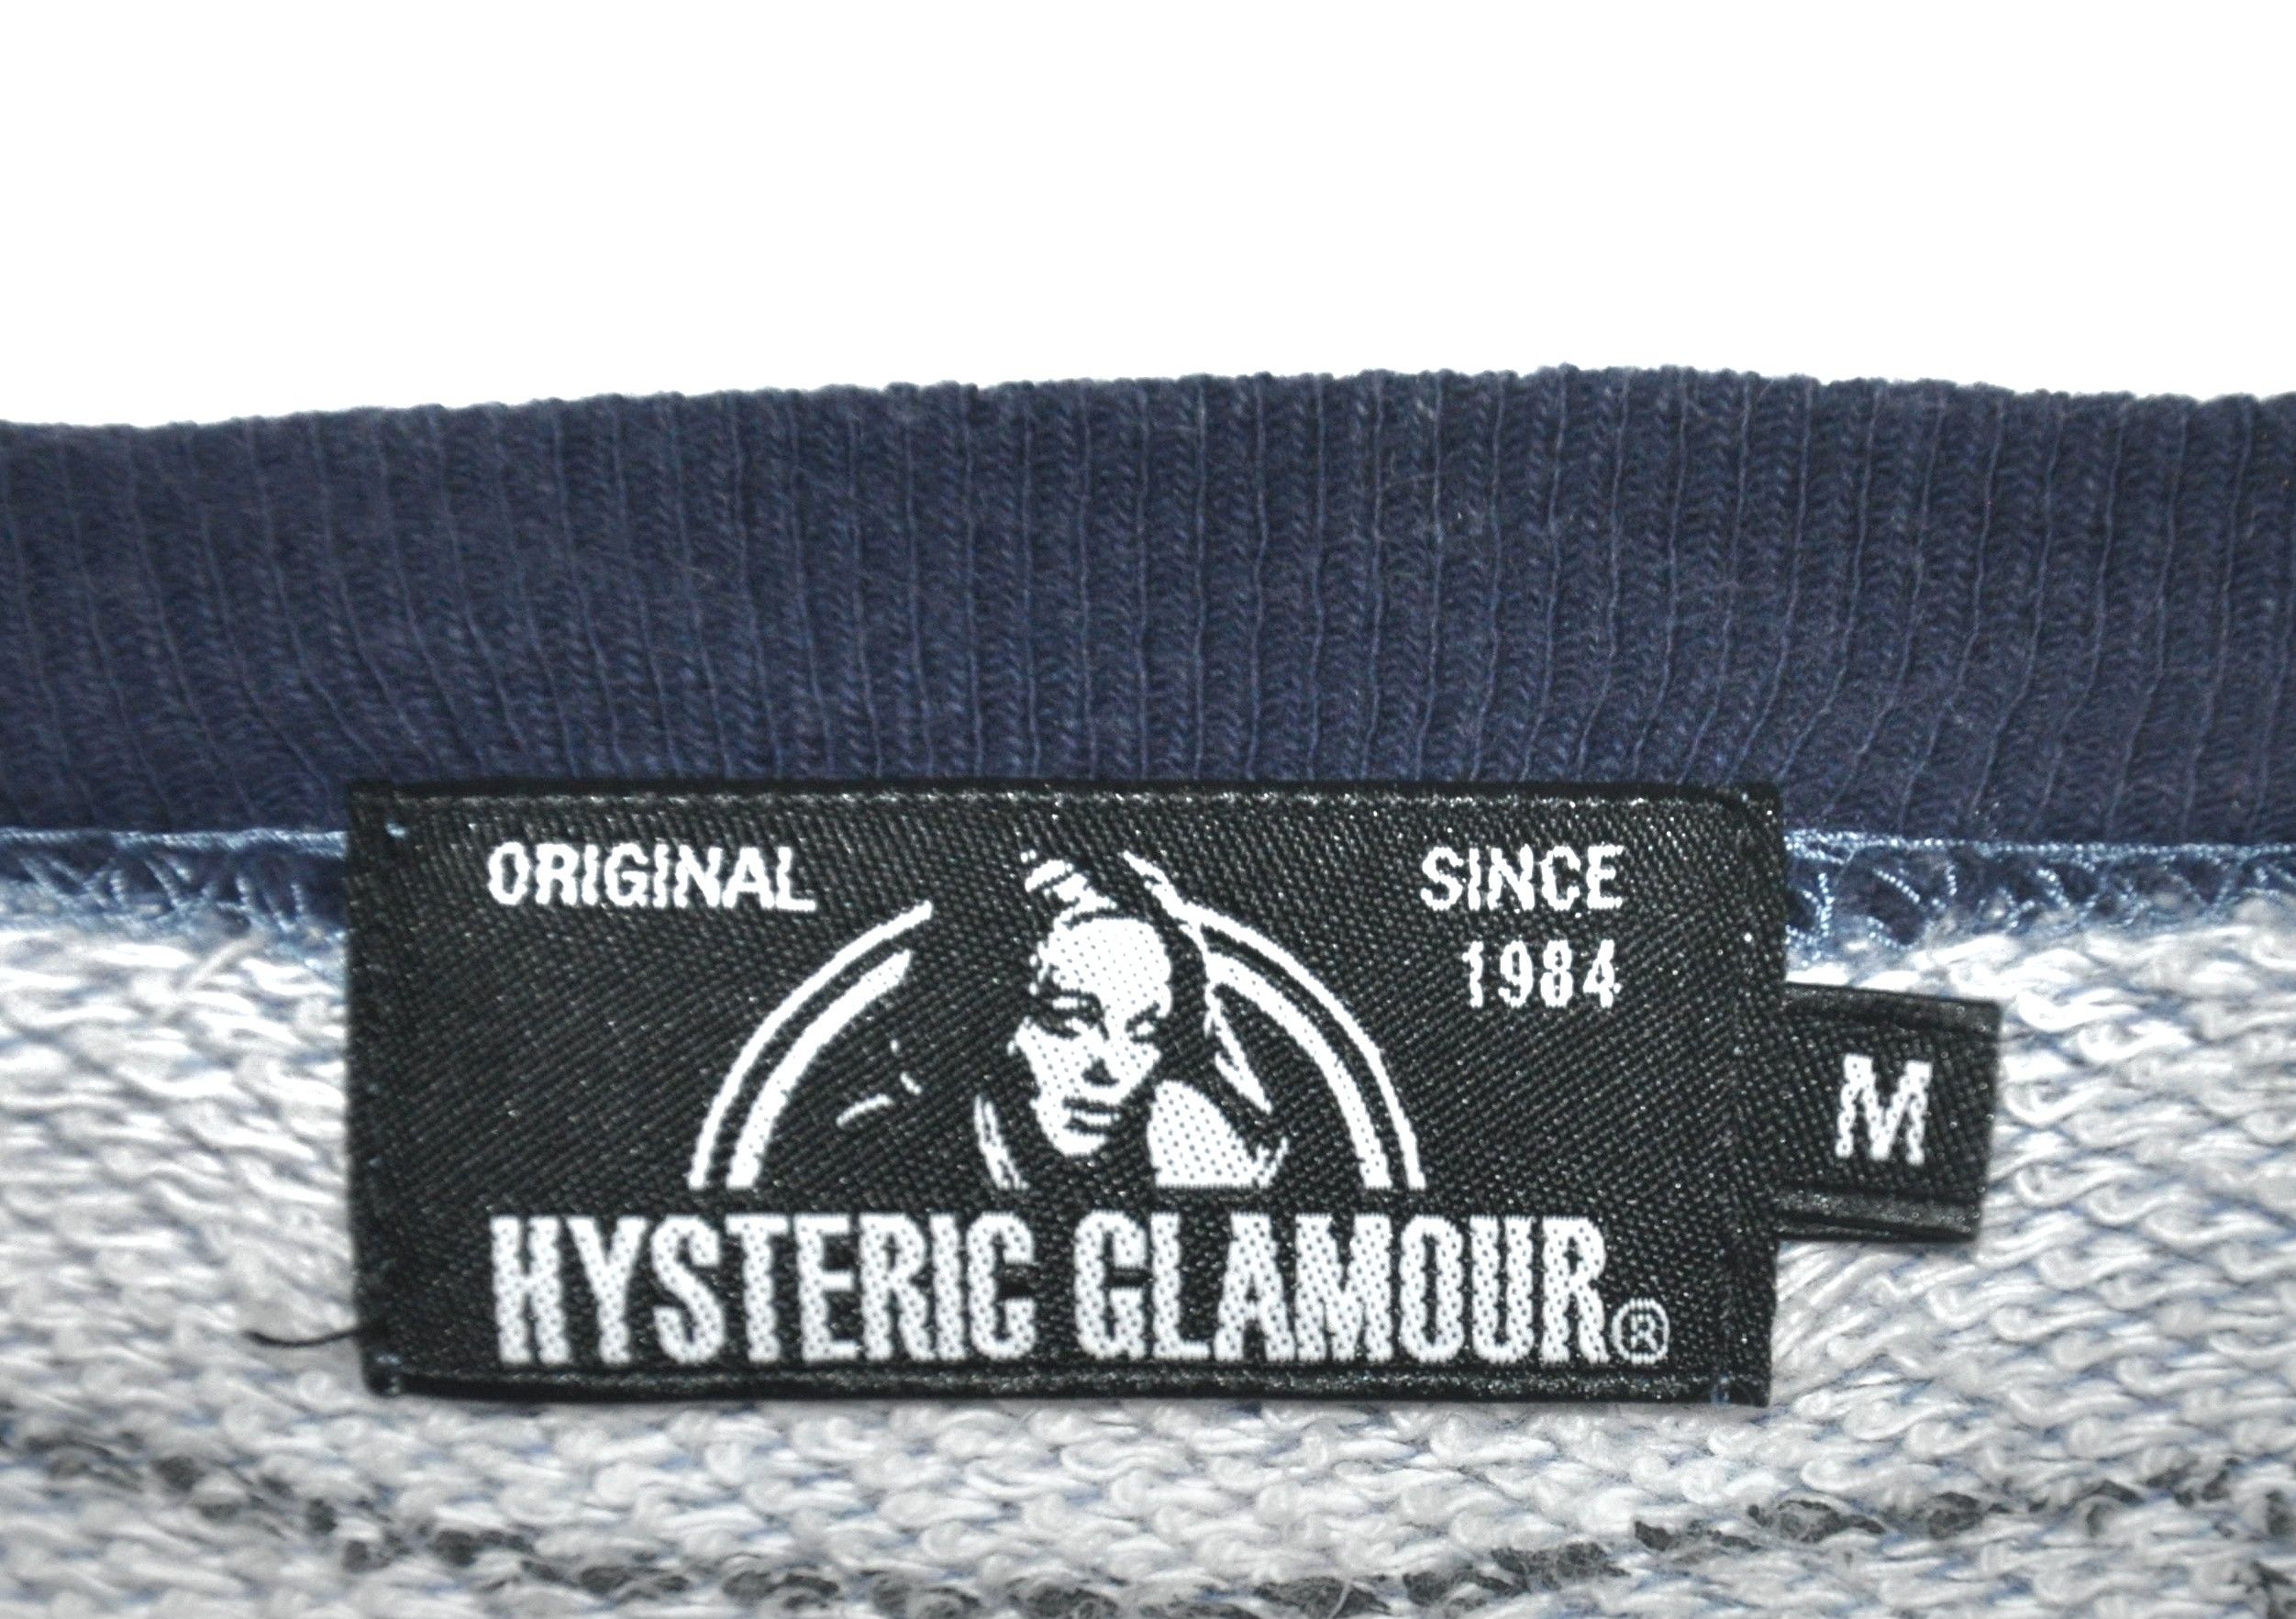 ORIGINAL
SINCE
1984
M
HYSTERIC GLAMOUR®